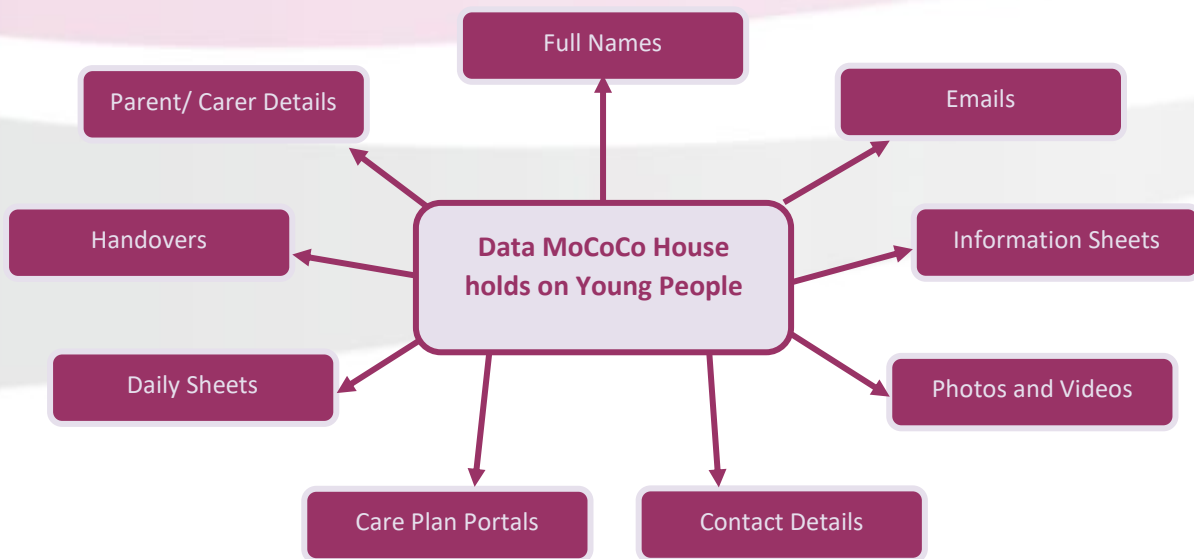 Full Names
Parent/ Carer Details
Emails
Handovers
Data MoCoCo House
holds on Young People
Information Sheets
Daily Sheets
Photos and Videos
Care Plan Portals
Contact Details